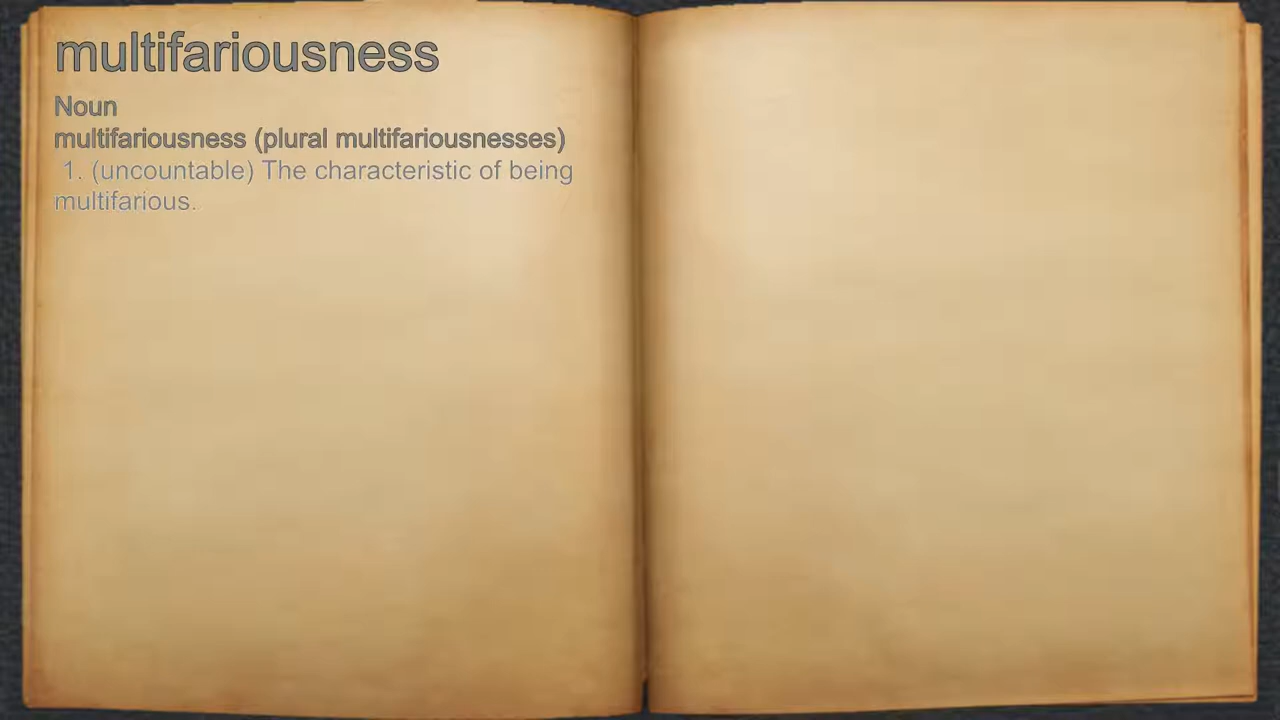 multifariousness
Noun
multifariousness (plural multifariousnesses)
1. (uncountable) The characteristic of being
multifarious.